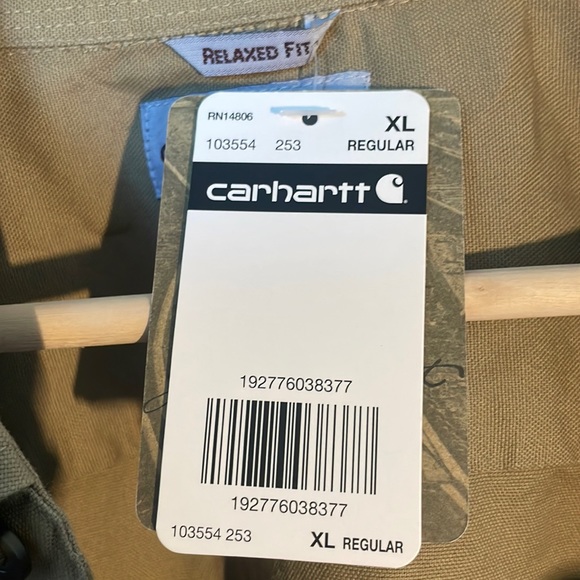 RELAXED FIT
RN14806
XL
103554 253 REGULAR
carhartt
192776038377
192776038377
103554 253 XL REGULAR